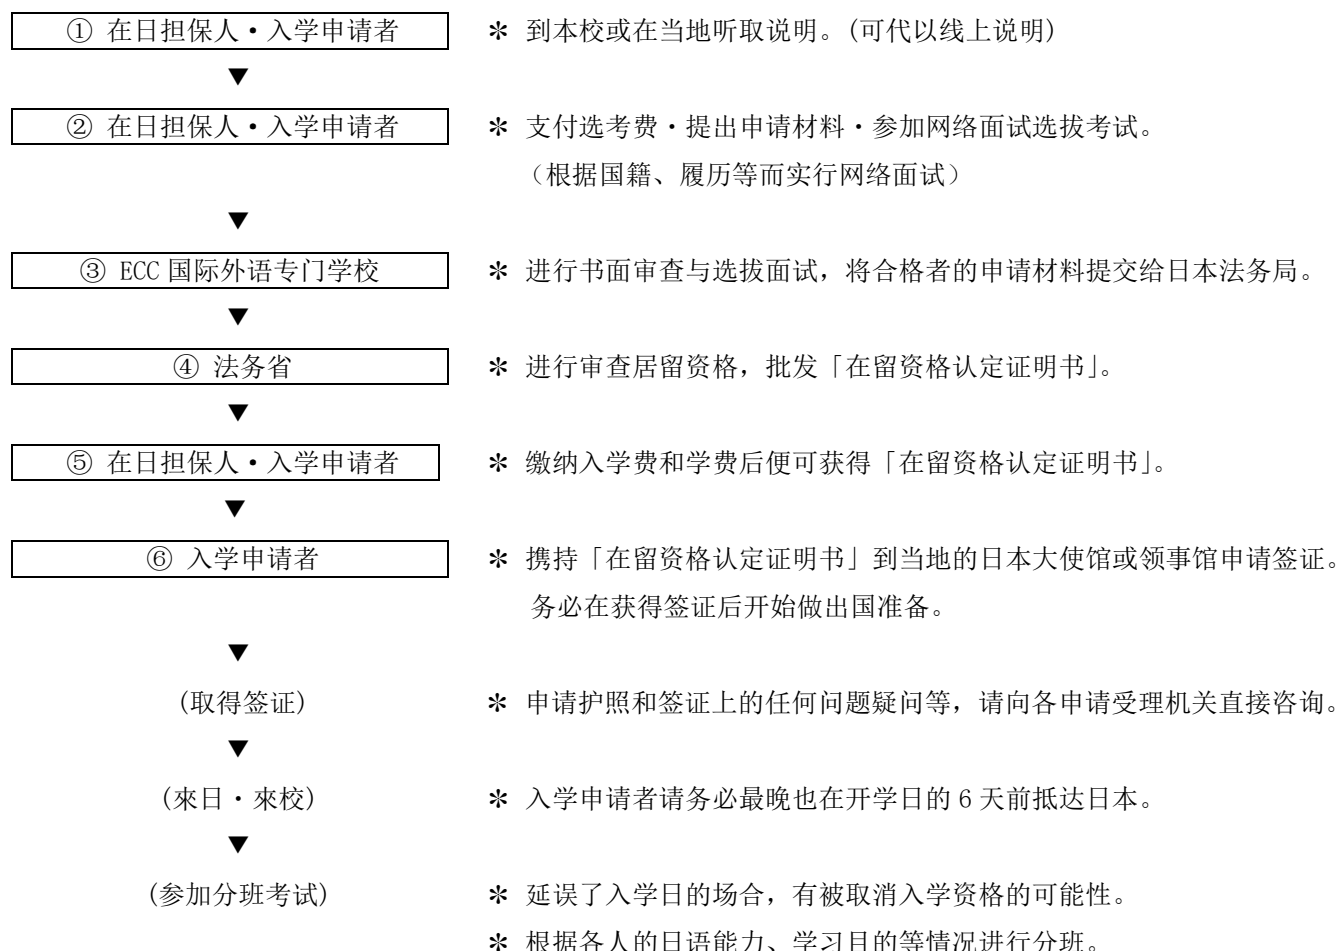 ① 在日担保人・入学申请者 ＊ 到本校或在当地听取说明。(可代以线上说明)
▼
② 在日担保人・入学申请者 ＊ 支付选考费・提出申请材料・参加网络面试选拔考试。
（根据国籍、履历等而实行网络面试）
▼
③ ECC 国际外语专门学校 ＊ 进行书面审查与选拔面试，将合格者的申请材料提交给日本法务局。
▼
④ 法务省 ＊ 进行审查居留资格，批发「在留资格认定证明书」。
▼
⑤ 在日担保人・入学申请者 ＊ 缴纳入学费和学费后便可获得「在留资格认定证明书」。
▼
⑥ 入学申请者 ＊ 携持「在留资格认定证明书」到当地的日本大使馆或领事馆申请签证。
务必在获得签证后开始做出国准备。
▼
(取得签证) ＊ 申请护照和签证上的任何问题疑问等，请向各申请受理机关直接咨询。
▼
(來日・來校) ＊ 入学申请者请务必最晚也在开学日的 6 天前抵达日本。
▼
(参加分班考试) ＊ 延误了入学日的场合，有被取消入学资格的可能性。
＊ 根据各人的日语能力、学习目的等情况进行分班。